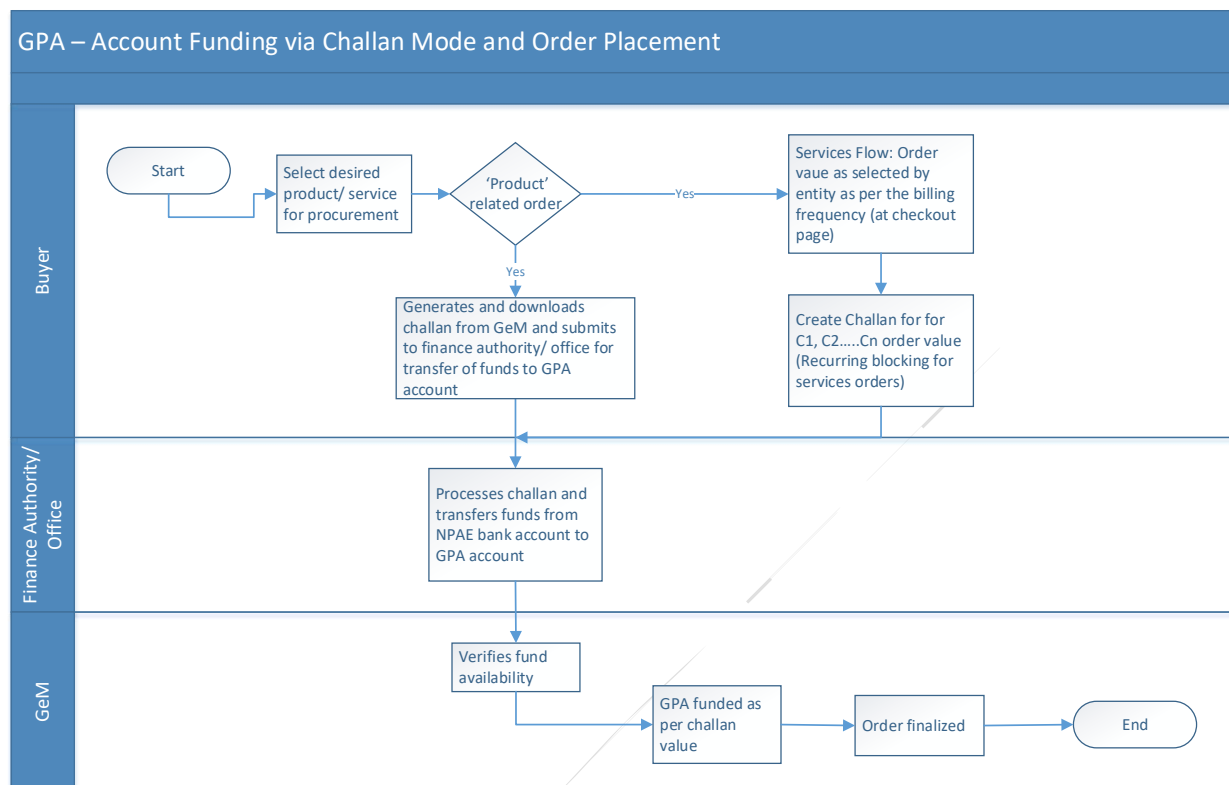 GPA – Account Funding via Challan Mode and Order Placement
Buyer
Start
Select desired
product/ service
for procurement
‘Product’
related order
Yes
Services Flow: Order
vaue as selected by
entity as per the billing
frequency (at checkout
page)
Yes
Generates and downloads
challan from GeM and submits
to finance authority/ office for
transfer of funds to GPA
account
Create Challan for for
C1, C2.....Cn order value
(Recurring blocking for
services orders)
Finance Authority/
Office
Processes challan and
transfers funds from
NPAE bank account to
GPA account
GeM
Verifies fund
availability
GPA funded as
per challan
value
Order finalized
End